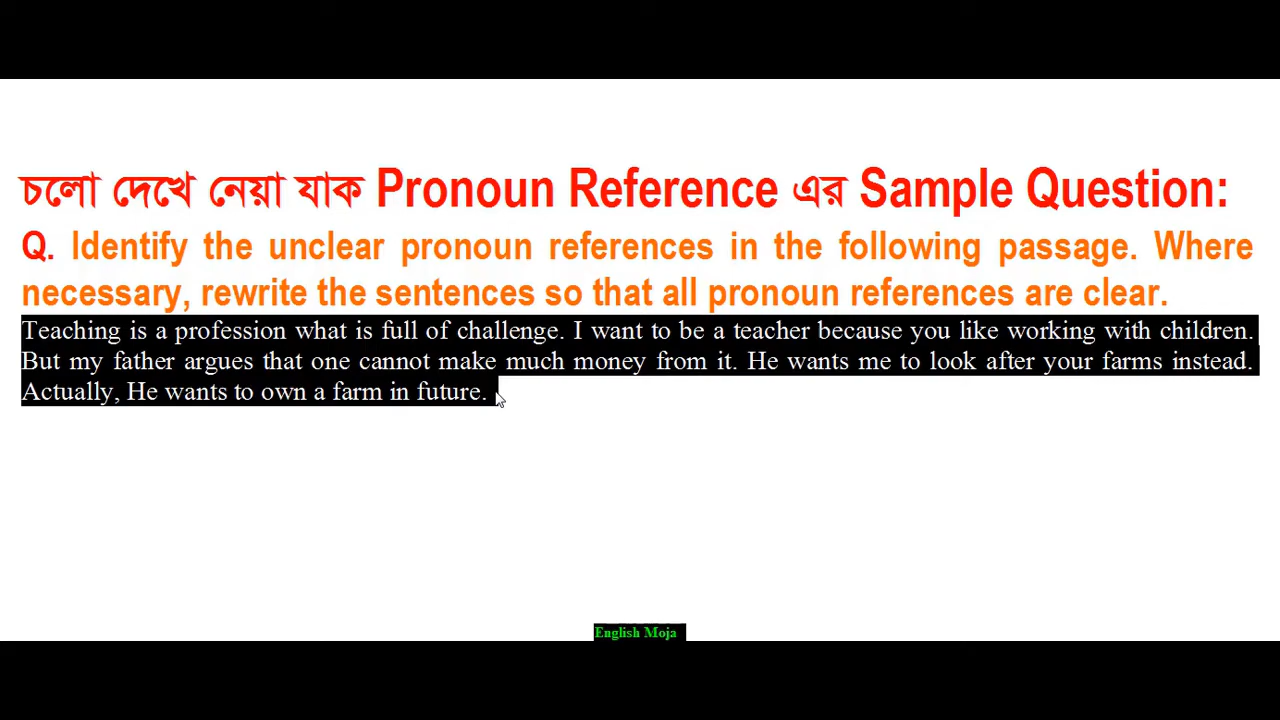 চলো দেখে নেয়া যাক Pronoun Reference এর Sample Question:
Q. Identify the unclear pronoun references in the following passage. Where
necessary, rewrite the sentences so that all pronoun references are clear.
Teaching is a profession what is full of challenge. I want to be a teacher because you like working with children.
But my father argues that one cannot make much money from it. He wants me to look after your farms instead.
Actually, He wants to own a farm in future.
English Moja